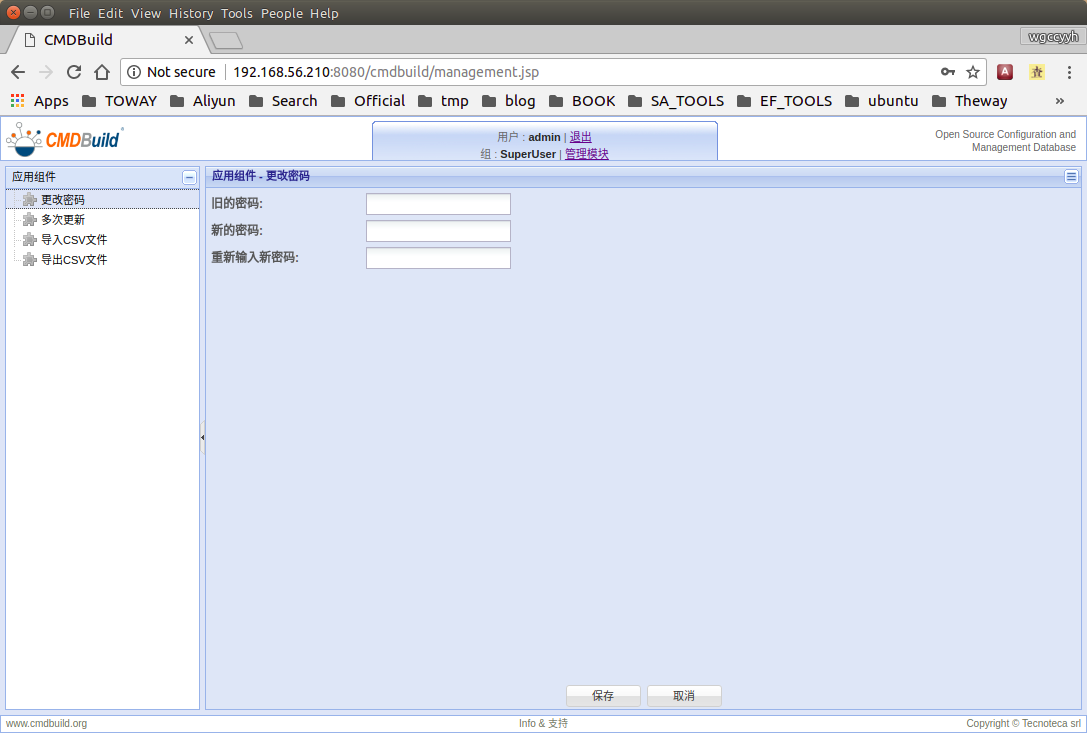 File Edit View History Tools People Help
CMDBuild
wgccyyh
Not secure 192.168.56.210:8080/cmdbuild/management.jsp
Apps TOWAY Aliyun Search Official tmp blog BOOK SA_TOOLS EF_TOOLS ubuntu Theway »
CMDBuild®
用户 : admin | 退出
组 : SuperUser | 管理模块
Open Source Configuration and
Management Database
应用组件
更改密码
多次更新
导入CSV文件
导出CSV文件
应用组件 - 更改密码
旧的密码:
新的密码:
重新输入新密码:
保存 取消
www.cmdbuild.org Info & 支持 Copyright © Tecnoteca srl